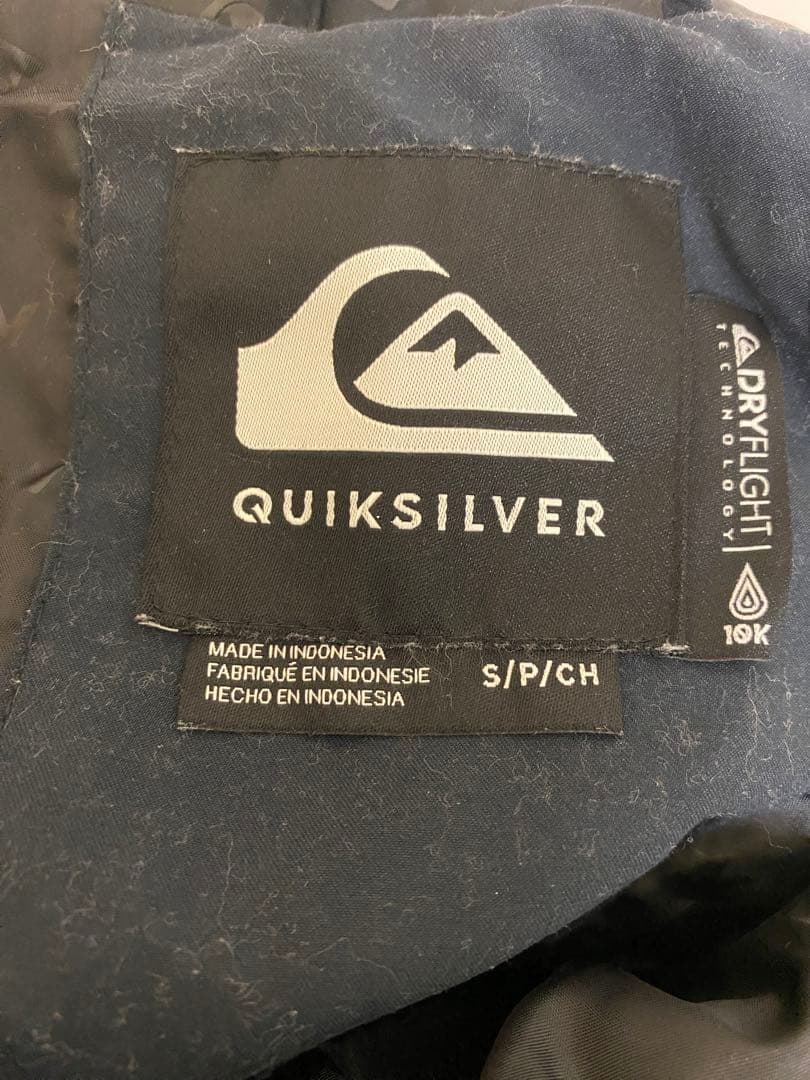 QUIKSILVER
MADE IN INDONESIA
FABRIQUÉ EN INDONESIE
HECHO EN INDONESIA
S/P/CH
DRYFLIGHT
TECHNOLOGY
10K